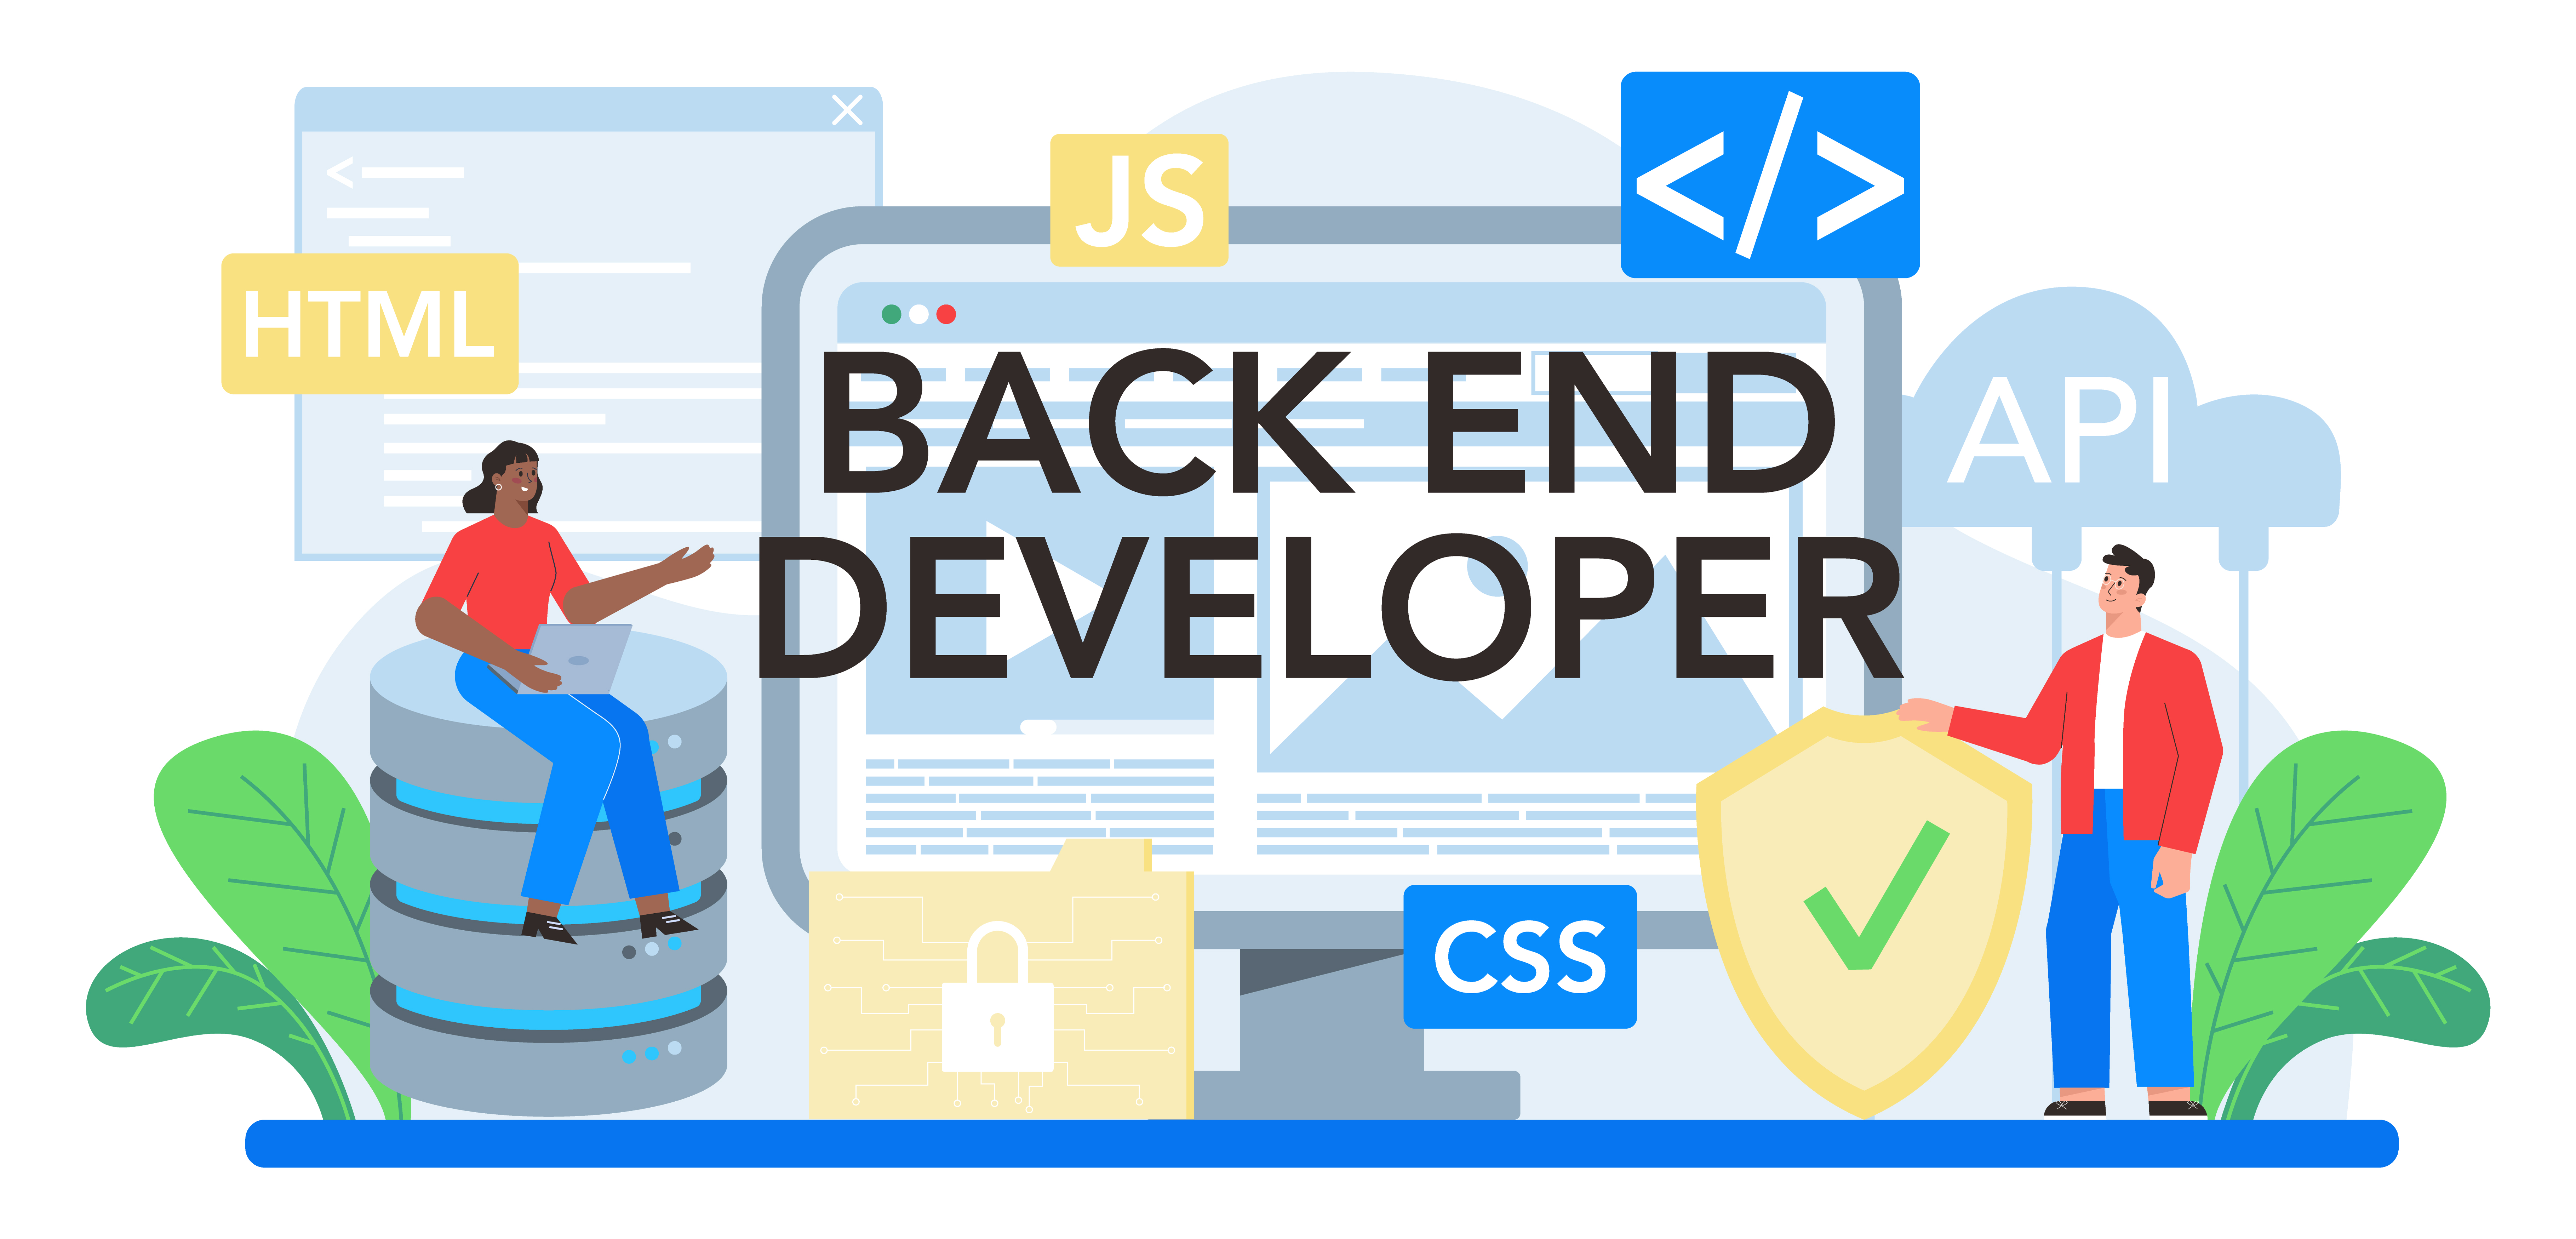 JS
</>
HTML
BACK END
API
DEVELOPER
CSS